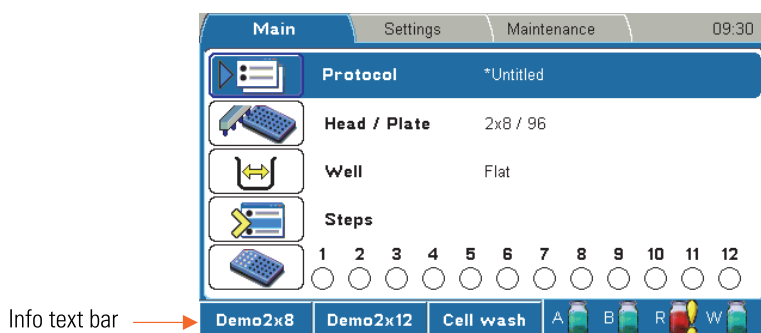 Main Settings Maintenance 09:30
Protocol *Untitled
Head / Plate 2x8 / 96
Well Flat
Steps
1 2 3 4 5 6 7 8 9 10 11 12
Info text bar Demo2x8 Demo2x12 Cell wash A B R W